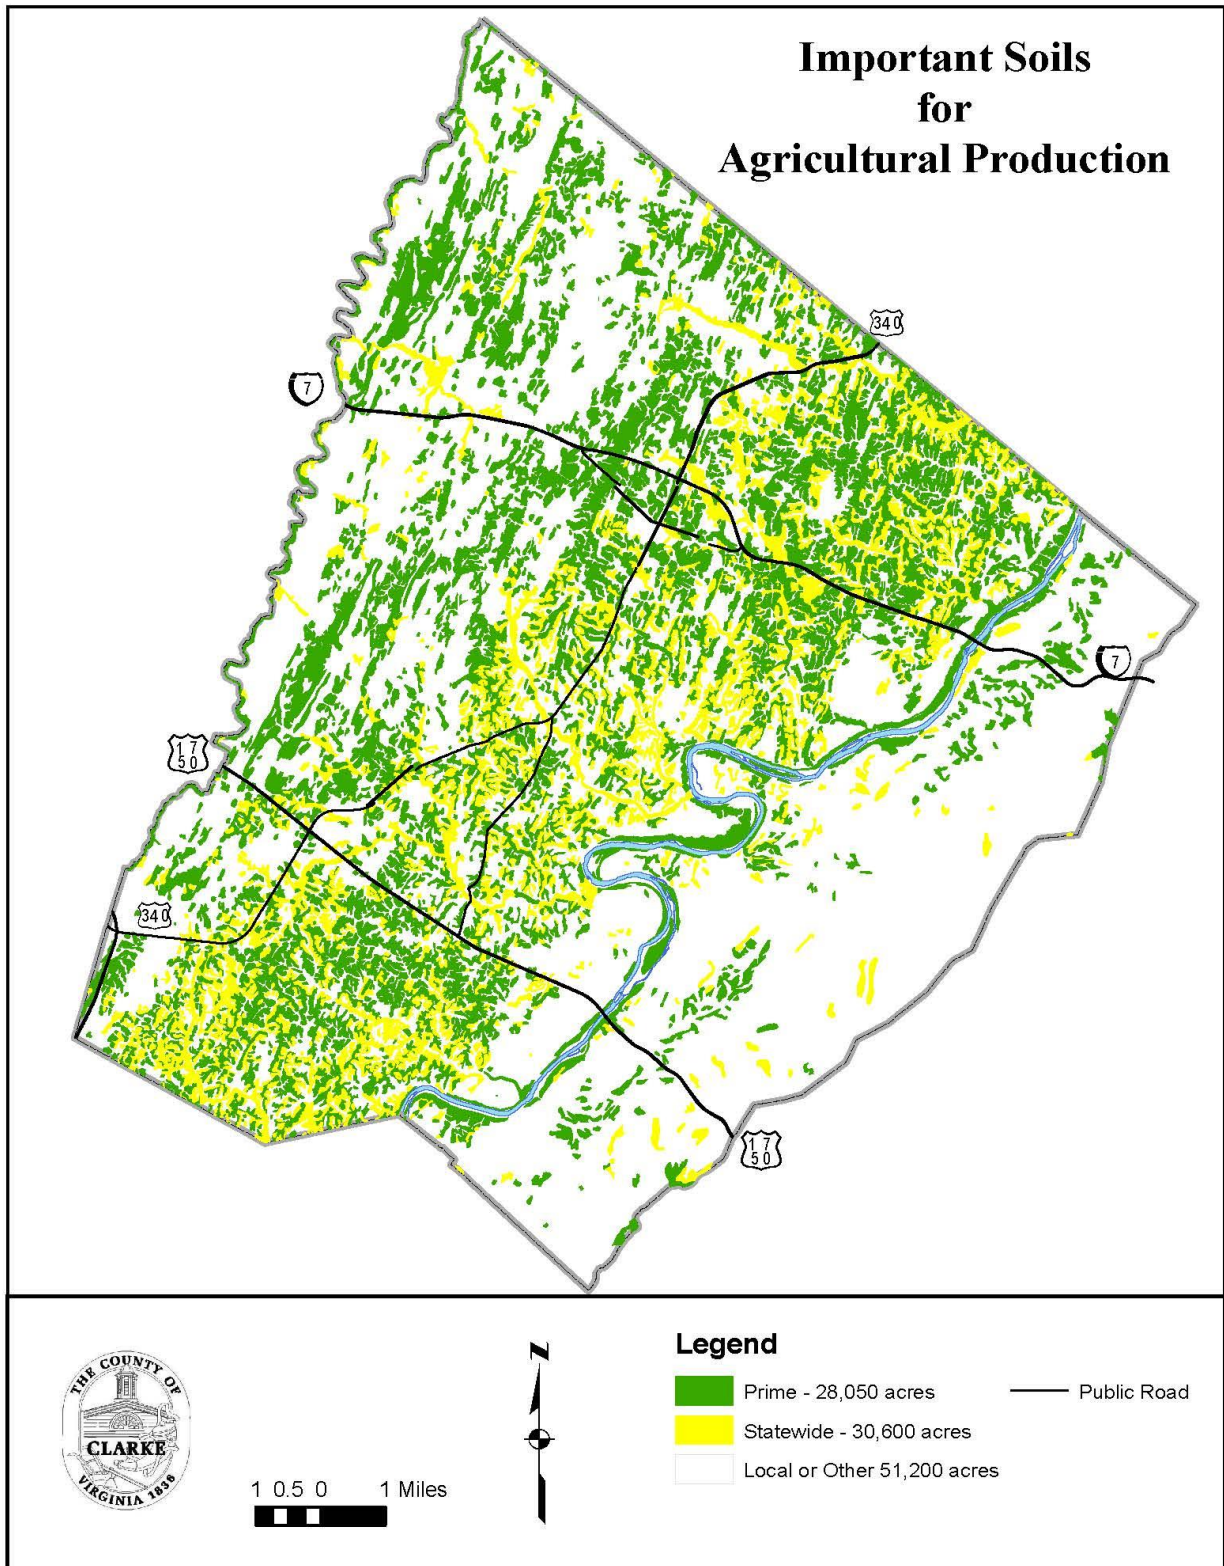 Important Soils
for
Agricultural Production
340
7
7
17
50
340
17
50
THE COUNTY OF
CLARKE
VIRGINIA 1836
N
1 0.5 0 1 Miles
Legend
Prime - 28,050 acres
Public Road
Statewide - 30,600 acres
Local or Other 51,200 acres